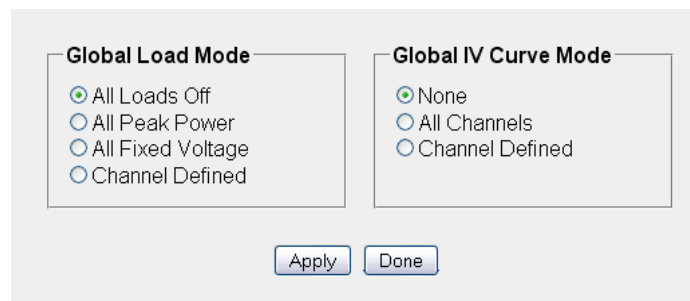 Global Load Mode
All Loads Off
All Peak Power
All Fixed Voltage
Channel Defined
Global IV Curve Mode
None
All Channels
Channel Defined
Apply
Done